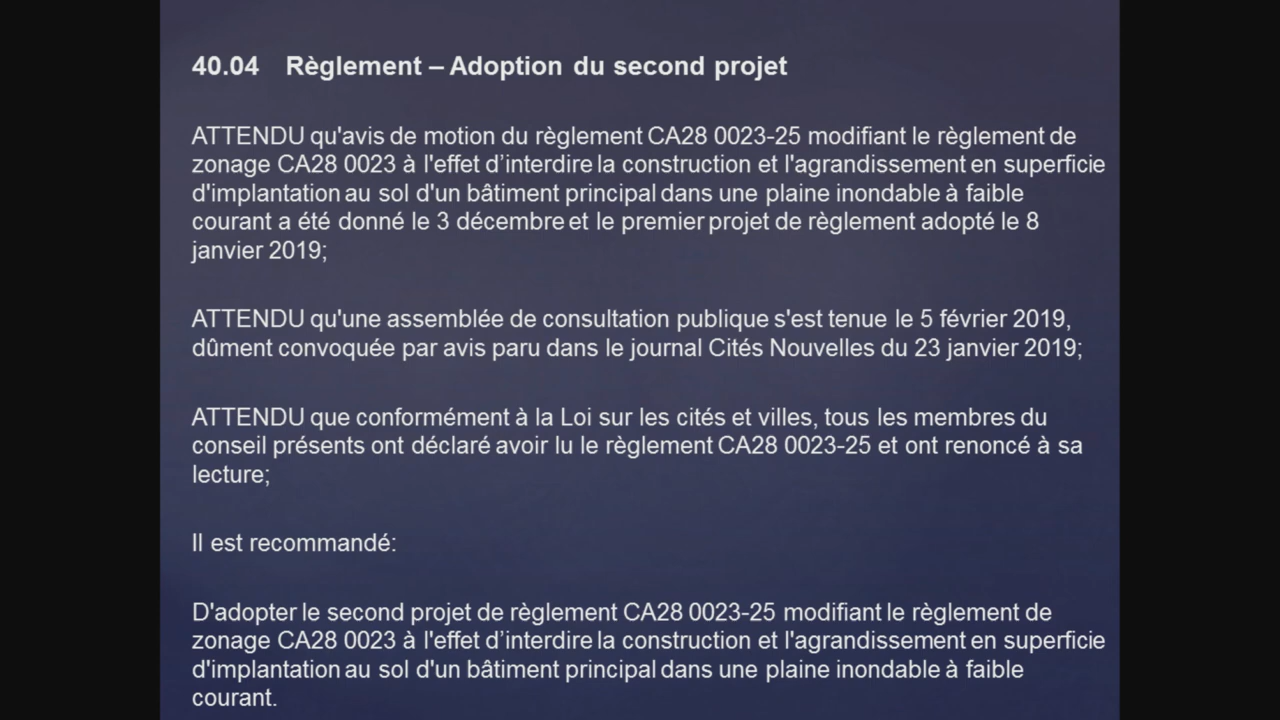 40.04 Règlement – Adoption du second projet
ATTENDU qu'avis de motion du règlement CA28 0023-25 modifiant le règlement de
zonage CA28 0023 à l'effet d’interdire la construction et l'agrandissement en superficie
d'implantation au sol d'un bâtiment principal dans une plaine inondable à faible
courant a été donné le 3 décembre et le premier projet de règlement adopté le 8
janvier 2019;
ATTENDU qu'une assemblée de consultation publique s'est tenue le 5 février 2019,
dûment convoquée par avis paru dans le journal Cités Nouvelles du 23 janvier 2019;
ATTENDU que conformément à la Loi sur les cités et villes, tous les membres du
conseil présents ont déclaré avoir lu le règlement CA28 0023-25 et ont renoncé à sa
lecture;
Il est recommandé:
D'adopter le second projet de règlement CA28 0023-25 modifiant le règlement de
zonage CA28 0023 à l'effet d’interdire la construction et l'agrandissement en superficie
d'implantation au sol d'un bâtiment principal dans une plaine inondable à faible
courant.